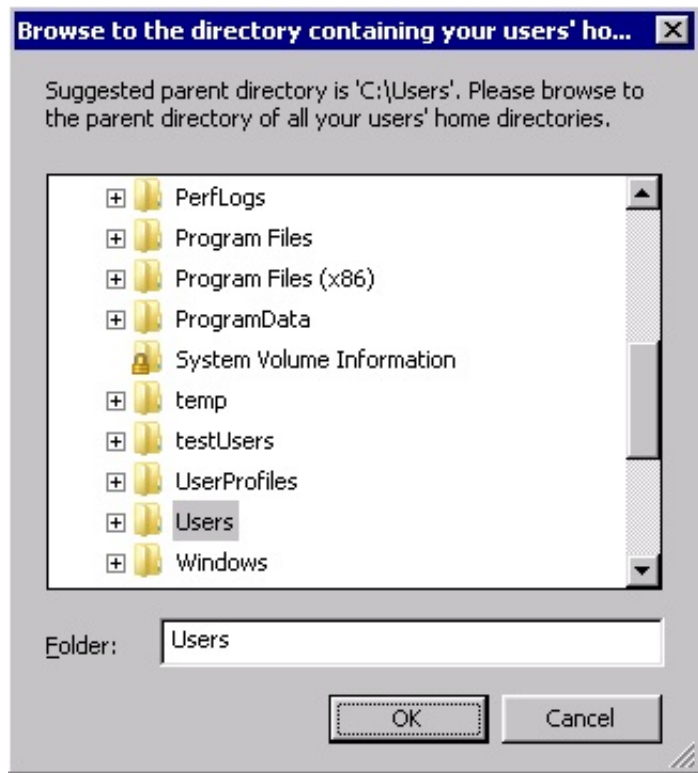 Browse to the directory containing your users' ho...
Suggested parent directory is 'C:\Users'. Please browse to
the parent directory of all your users' home directories.
PerfLogs
Program Files
Program Files (x86)
ProgramData
System Volume Information
temp
testUsers
UserProfiles
Users
Windows
Folder: Users
OK Cancel